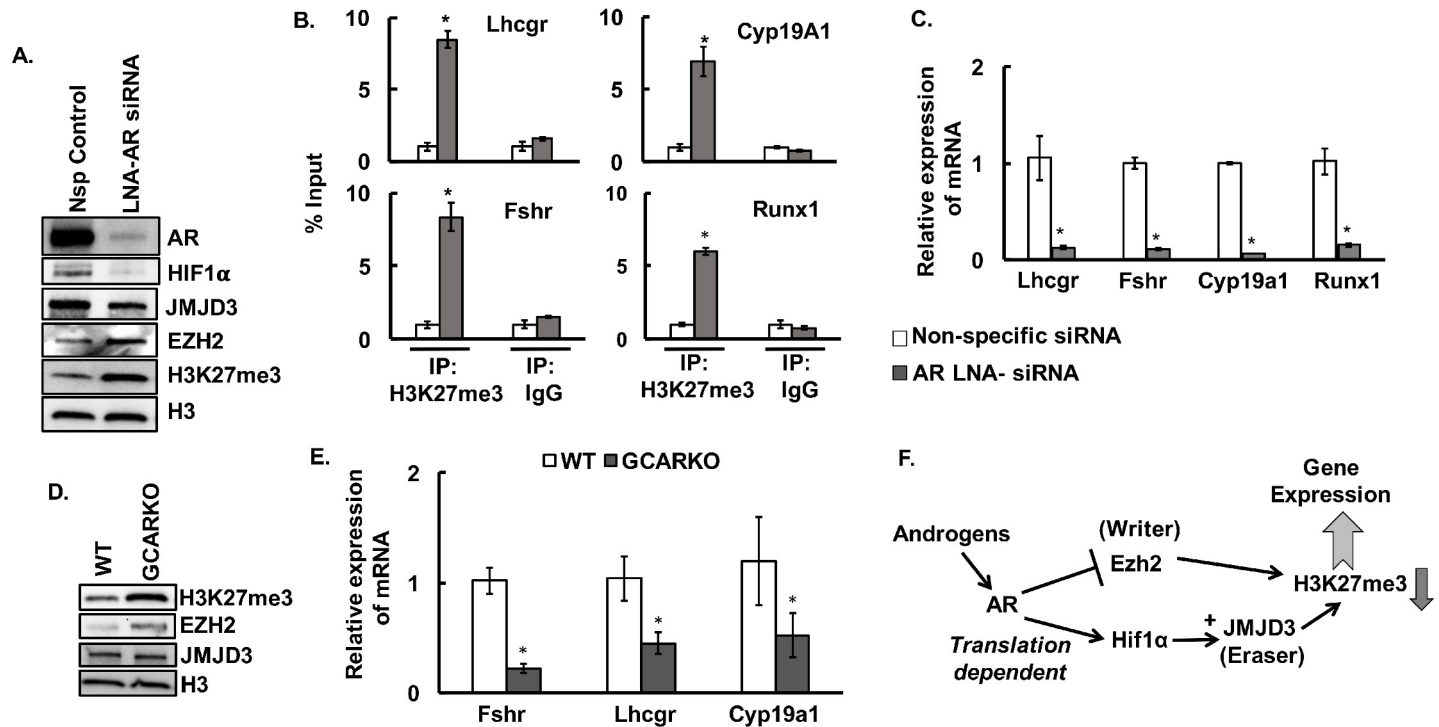 A.
Nsp Control
LNA-AR siRNA
AR
HIF1α
JMJD3
EZH2
H3K27me3
H3
B.
% Input
10
5
0
Lhcgr
*
10
5
0
Cyp19A1
*
10
5
0
Fshr
*
IP:
H3K27me3
IP:
IgG
10
5
0
Runx1
*
IP:
H3K27me3
IP:
IgG
C.
Relative expression
of mRNA
2
1
0
* * * *
Lhcgr Fshr Cyp19a1 Runx1
Non-specific siRNA
AR LNA- siRNA
D.
WT
GCARKO
H3K27me3
EZH2
JMJD3
H3
E.
WT GCARKO
Relative expression
of mRNA
2
1
0
* * *
Fshr Lhcgr Cyp19a1
F.
Gene
Expression
Androgens
(Writer)
Ezh2
H3K27me3
AR
+
Hif1α JMJD3
(Eraser)
Translation
dependent